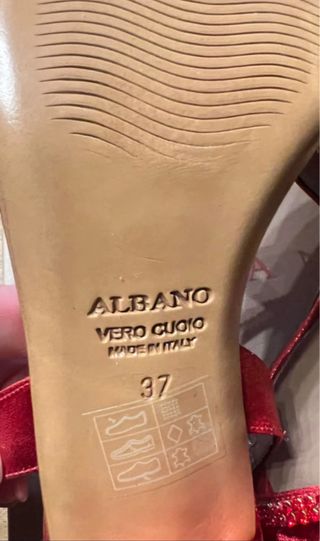 ALBANO
VERO CUOIO
MADE IN ITALY
37